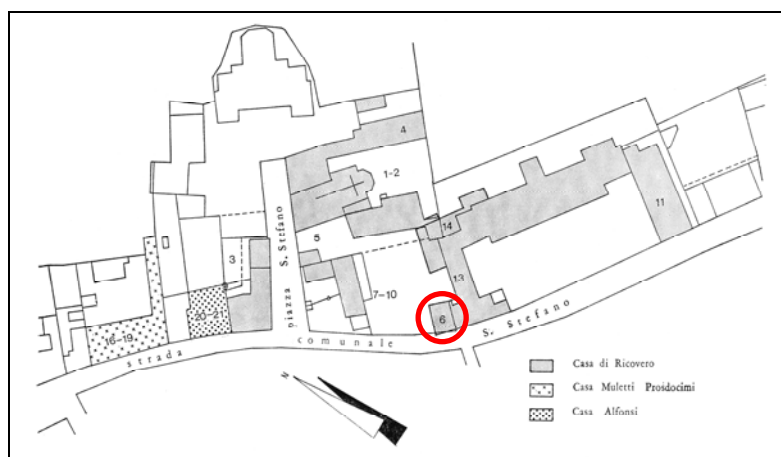 4
1-2
piazza S. Stefano
14
11
5
3
13
7-10
20-21
6
16-19
strada comunale S. Stefano
N
Casa di Ricovero
Casa Muletti Prosdocimi
Casa Alfonsi